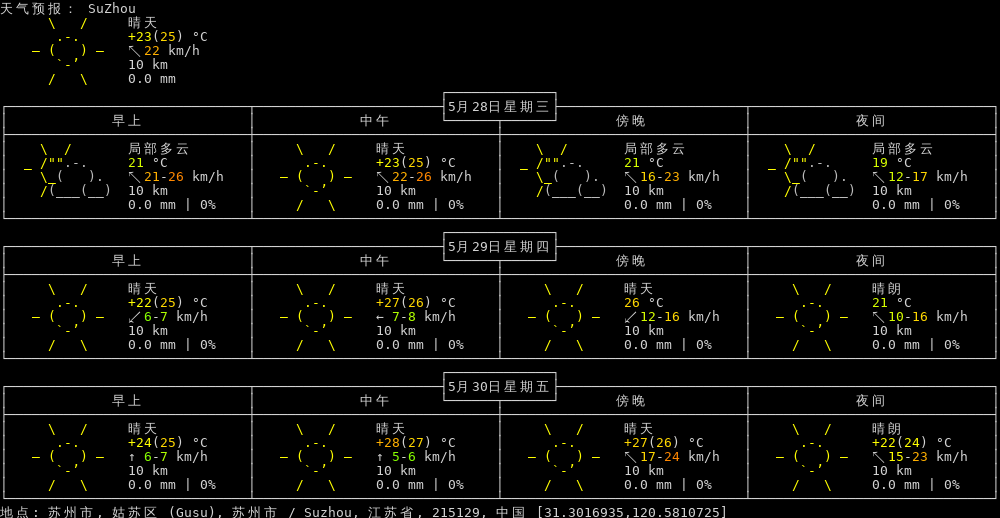 天气预报: SuZhou
晴天
+23(25) °C
↖ 22 km/h
10 km
0.0 mm
5月28日星期三
早上 中午 傍晚 夜间
局部多云 晴天 局部多云 局部多云
21 °C +23(25) °C 21 °C 19 °C
↖ 21-26 km/h ↖ 22-26 km/h ↖ 16-23 km/h ↖ 12-17 km/h
10 km 10 km 10 km 10 km
0.0 mm | 0% 0.0 mm | 0% 0.0 mm | 0% 0.0 mm | 0%
5月29日星期四
早上 中午 傍晚 夜间
晴天 晴天 晴天 晴朗
+22(25) °C +27(26) °C 26 °C 21 °C
↙ 6-7 km/h ← 7-8 km/h ↙ 12-16 km/h ↖ 10-16 km/h
10 km 10 km 10 km 10 km
0.0 mm | 0% 0.0 mm | 0% 0.0 mm | 0% 0.0 mm | 0%
5月30日星期五
早上 中午 傍晚 夜间
晴天 晴天 晴天 晴朗
+24(25) °C +28(27) °C +27(26) °C +22(24) °C
↑ 6-7 km/h ↑ 5-6 km/h ↖ 17-24 km/h ↖ 15-23 km/h
10 km 10 km 10 km 10 km
0.0 mm | 0% 0.0 mm | 0% 0.0 mm | 0% 0.0 mm | 0%
地点: 苏州市, 姑苏区 (Gusu), 苏州市 / Suzhou, 江苏省, 215129, 中国 [31.3016935,120.5810725]